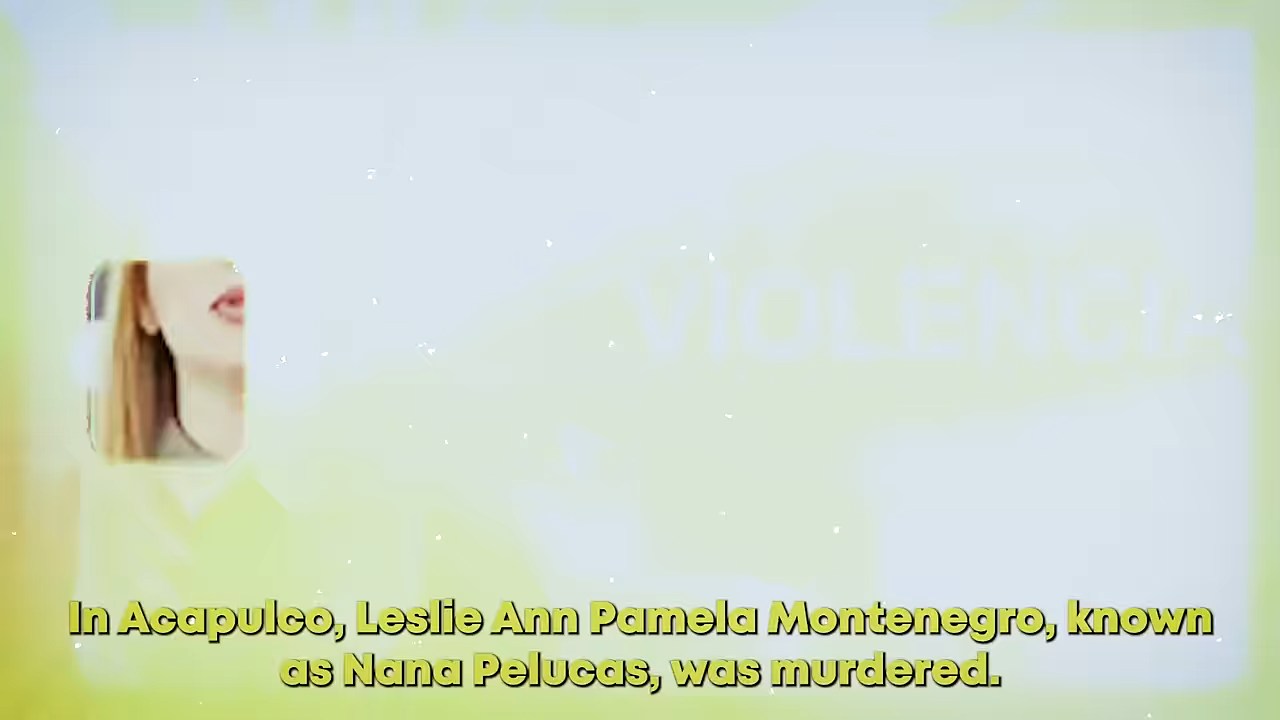 VIOLENCIA
In Acapulco, Leslie Ann Pamela Montenegro, known
as Nana Pelucas, was murdered.